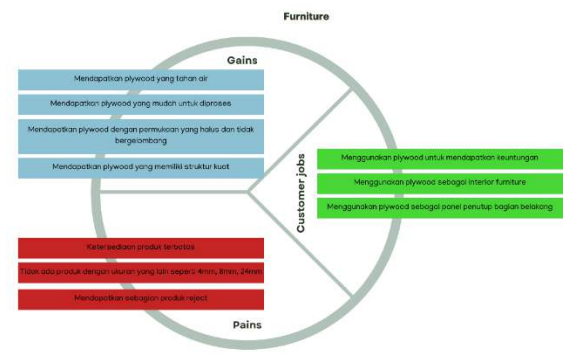 Furniture
Gains
Mendapatkan plywood yang tahan air
Mendapatkan plywood yang mudah untuk diproses
Mendapatkan plywood dengan permukaan yang halus dan tidak
bergelombang
Mendapatkan plywood yang memiliki struktur kuat
Customer jobs
Menggunakan plywood untuk mendapatkan keuntungan
Menggunakan plywood sebagai interior furniture
Menggunakan plywood sebagai panel penutup bagian belakang
Ketersediaan produk terbatas
Tidak ada produk dengan ukuran yang lain seperti 4mm, 8mm, 24mm
Mendapatkan sebagian produk reject
Pains